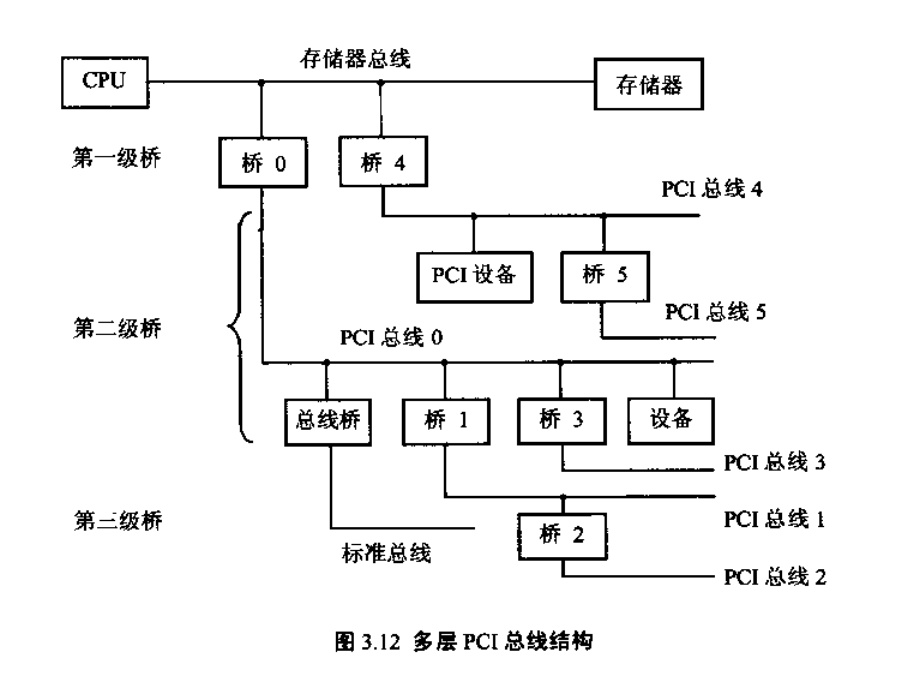 存储器总线
CPU
存储器
第一级桥
桥 0
桥 4
PCI 总线 4
PCI 设备
桥 5
第二级桥
PCI 总线 5
PCI 总线 0
总线桥
桥 1
桥 3
设备
PCI 总线 3
第三级桥
PCI 总线 1
桥 2
标准总线
PCI 总线 2
图 3.12 多层 PCI 总线结构